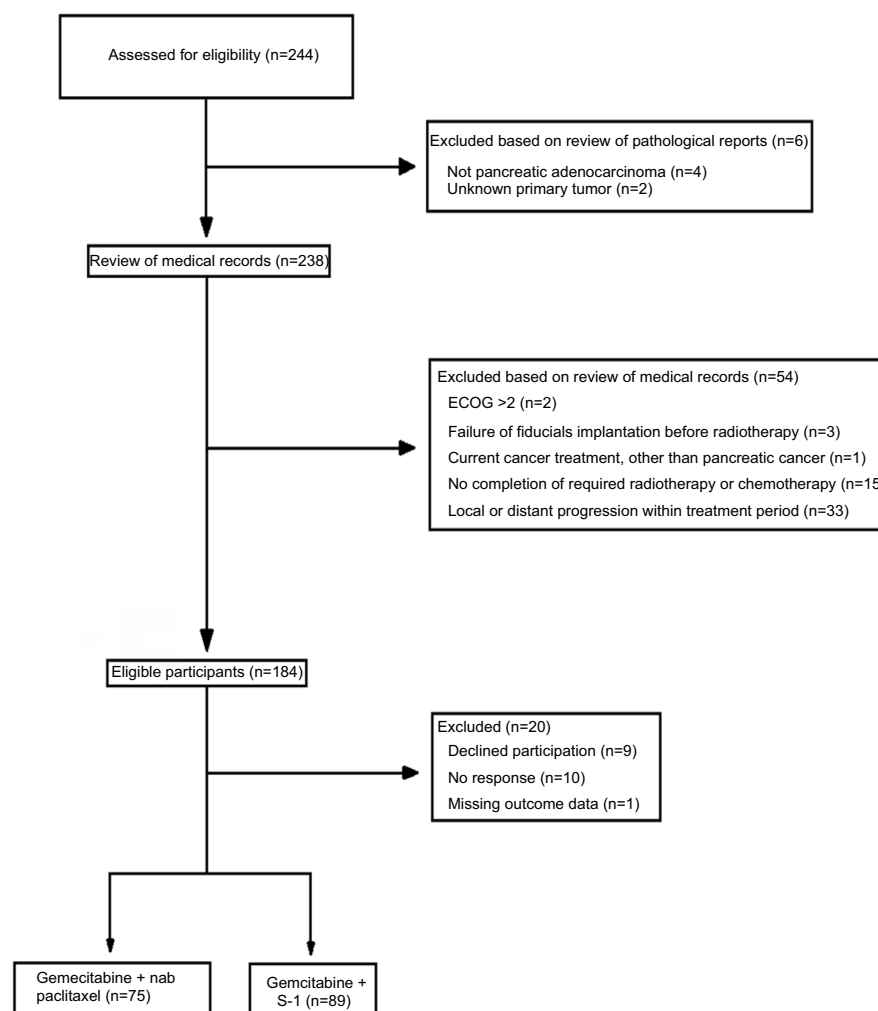 Assessed for eligibility (n=244)
Excluded based on review of pathological reports (n=6)
Not pancreatic adenocarcinoma (n=4)
Unknown primary tumor (n=2)
Review of medical records (n=238)
Excluded based on review of medical records (n=54)
ECOG >2 (n=2)
Failure of fiducials implantation before radiotherapy (n=3)
Current cancer treatment, other than pancreatic cancer (n=1)
No completion of required radiotherapy or chemotherapy (n=15
Local or distant progression within treatment period (n=33)
Eligible participants (n=184)
Excluded (n=20)
Declined participation (n=9)
No response (n=10)
Missing outcome data (n=1)
Gemecitabine + nab
paclitaxel (n=75)
Gemcitabine +
S-1 (n=89)